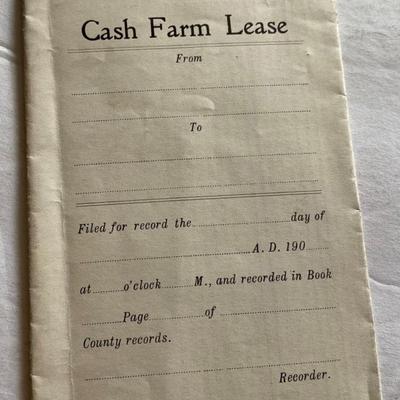 Cash Farm Lease
From
To
Filed for record the..............day of
..............A. D. 190......
at......o'clock......M., and recorded in Book
......Page..............of..............
County records.
Recorder.